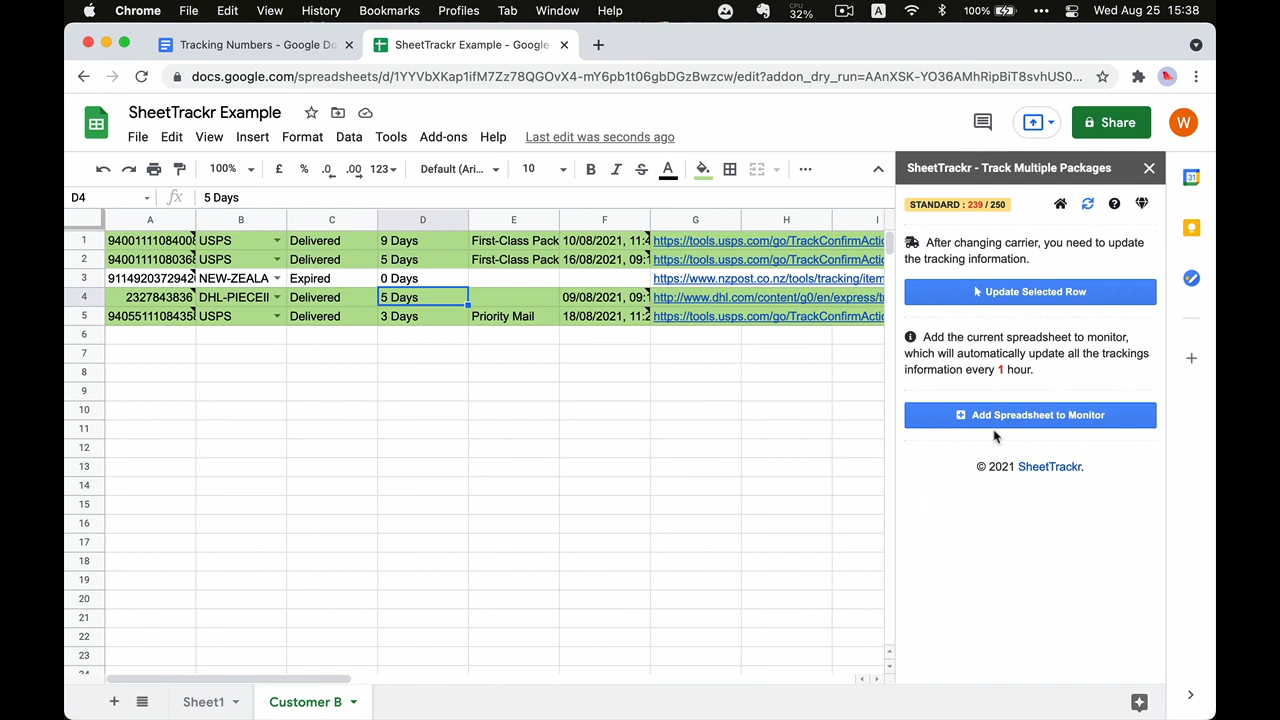 Chrome File Edit View History Bookmarks Profiles Tab Window Help CPU 32% A 100% Wed Aug 25 15:38
Tracking Numbers - Google Do SheetTrackr Example - Google
docs.google.com/spreadsheets/d/1YYVbXKap1ifM7Zz78QGOvX4-mY6pb1t06gbDGzBwzcw/edit?addon_dry_run=AAnXSK-YO36AMhRipBiT8svhUS0...
SheetTrackr Example
Share W
File Edit View Insert Format Data Tools Add-ons Help Last edit was seconds ago
100% £ % .0 .00 123 Default (Ari... 10 B I S A
D4 fx 5 Days
A B C D E F G H I
1 94001111084008 USPS Delivered 9 Days First-Class Pack 10/08/2021, 11:4 https://tools.usps.com/go/TrackConfirmActio
2 94001111080368 USPS Delivered 5 Days First-Class Pack 16/08/2021, 09:1 https://tools.usps.com/go/TrackConfirmActio
3 9114920372942 NEW-ZEALA Expired 0 Days https://www.nzpost.co.nz/tools/tracking/item
4 2327843836 DHL-PIECEII Delivered 5 Days 09/08/2021, 09:1 http://www.dhl.com/content/g0/en/express/tr
5 9405511108435 USPS Delivered 3 Days Priority Mail 18/08/2021, 11:2 https://tools.usps.com/go/TrackConfirmActio
6
7
8
9
10
11
12
13
14
15
16
17
18
19
20
21
22
23
24
Sheet1 Customer B
SheetTrackr - Track Multiple Packages
STANDARD : 239 / 250
After changing carrier, you need to update
the tracking information.
Update Selected Row
Add the current spreadsheet to monitor,
which will automatically update all the trackings
information every 1 hour.
Add Spreadsheet to Monitor
© 2021 SheetTrackr.
31